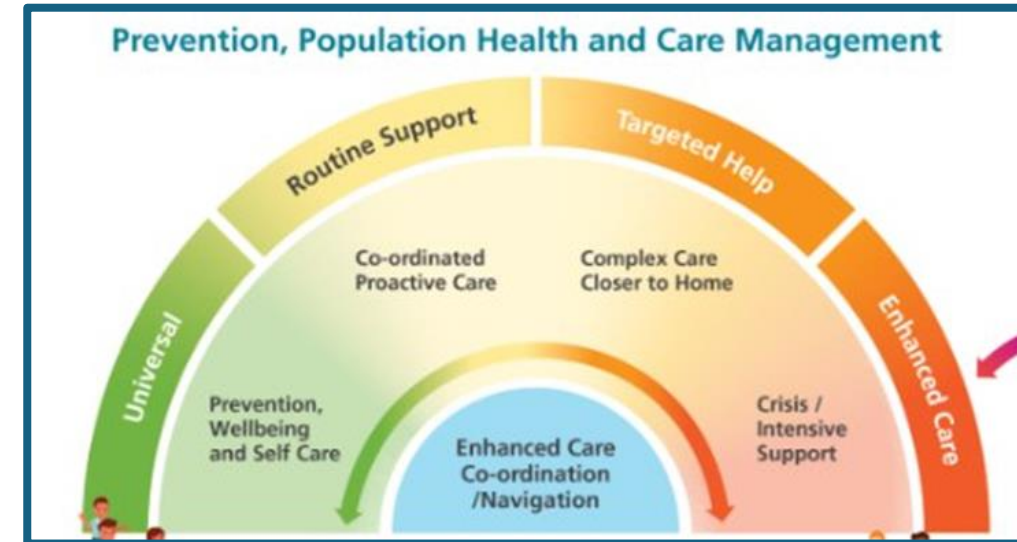 Prevention, Population Health and Care Management
Routine Support
Targeted Help
Universal
Enhanced Care
Co-ordinated
Proactive Care
Complex Care
Closer to Home
Prevention,
Wellbeing
and Self Care
Crisis /
Intensive
Support
Enhanced Care
Co-ordination
/Navigation